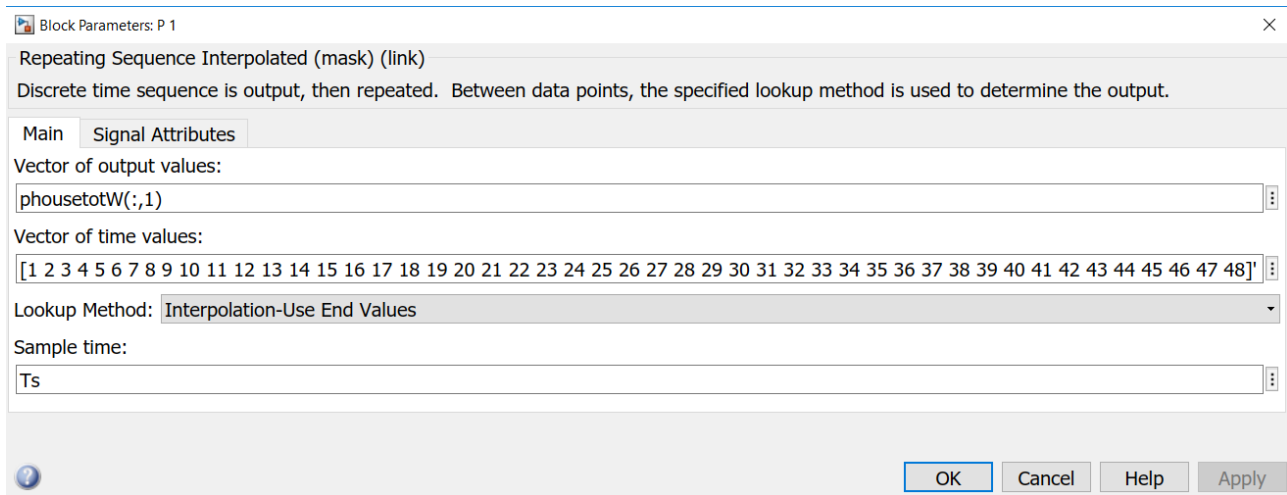 Block Parameters: P 1
Repeating Sequence Interpolated (mask) (link)
Discrete time sequence is output, then repeated.  Between data points, the specified lookup method is used to determine the output.
Main Signal Attributes
Vector of output values:
phousetotW(:,1)
Vector of time values:
[1 2 3 4 5 6 7 8 9 10 11 12 13 14 15 16 17 18 19 20 21 22 23 24 25 26 27 28 29 30 31 32 33 34 35 36 37 38 39 40 41 42 43 44 45 46 47 48]'
Lookup Method: Interpolation-Use End Values
Sample time:
Ts
OK Cancel Help Apply